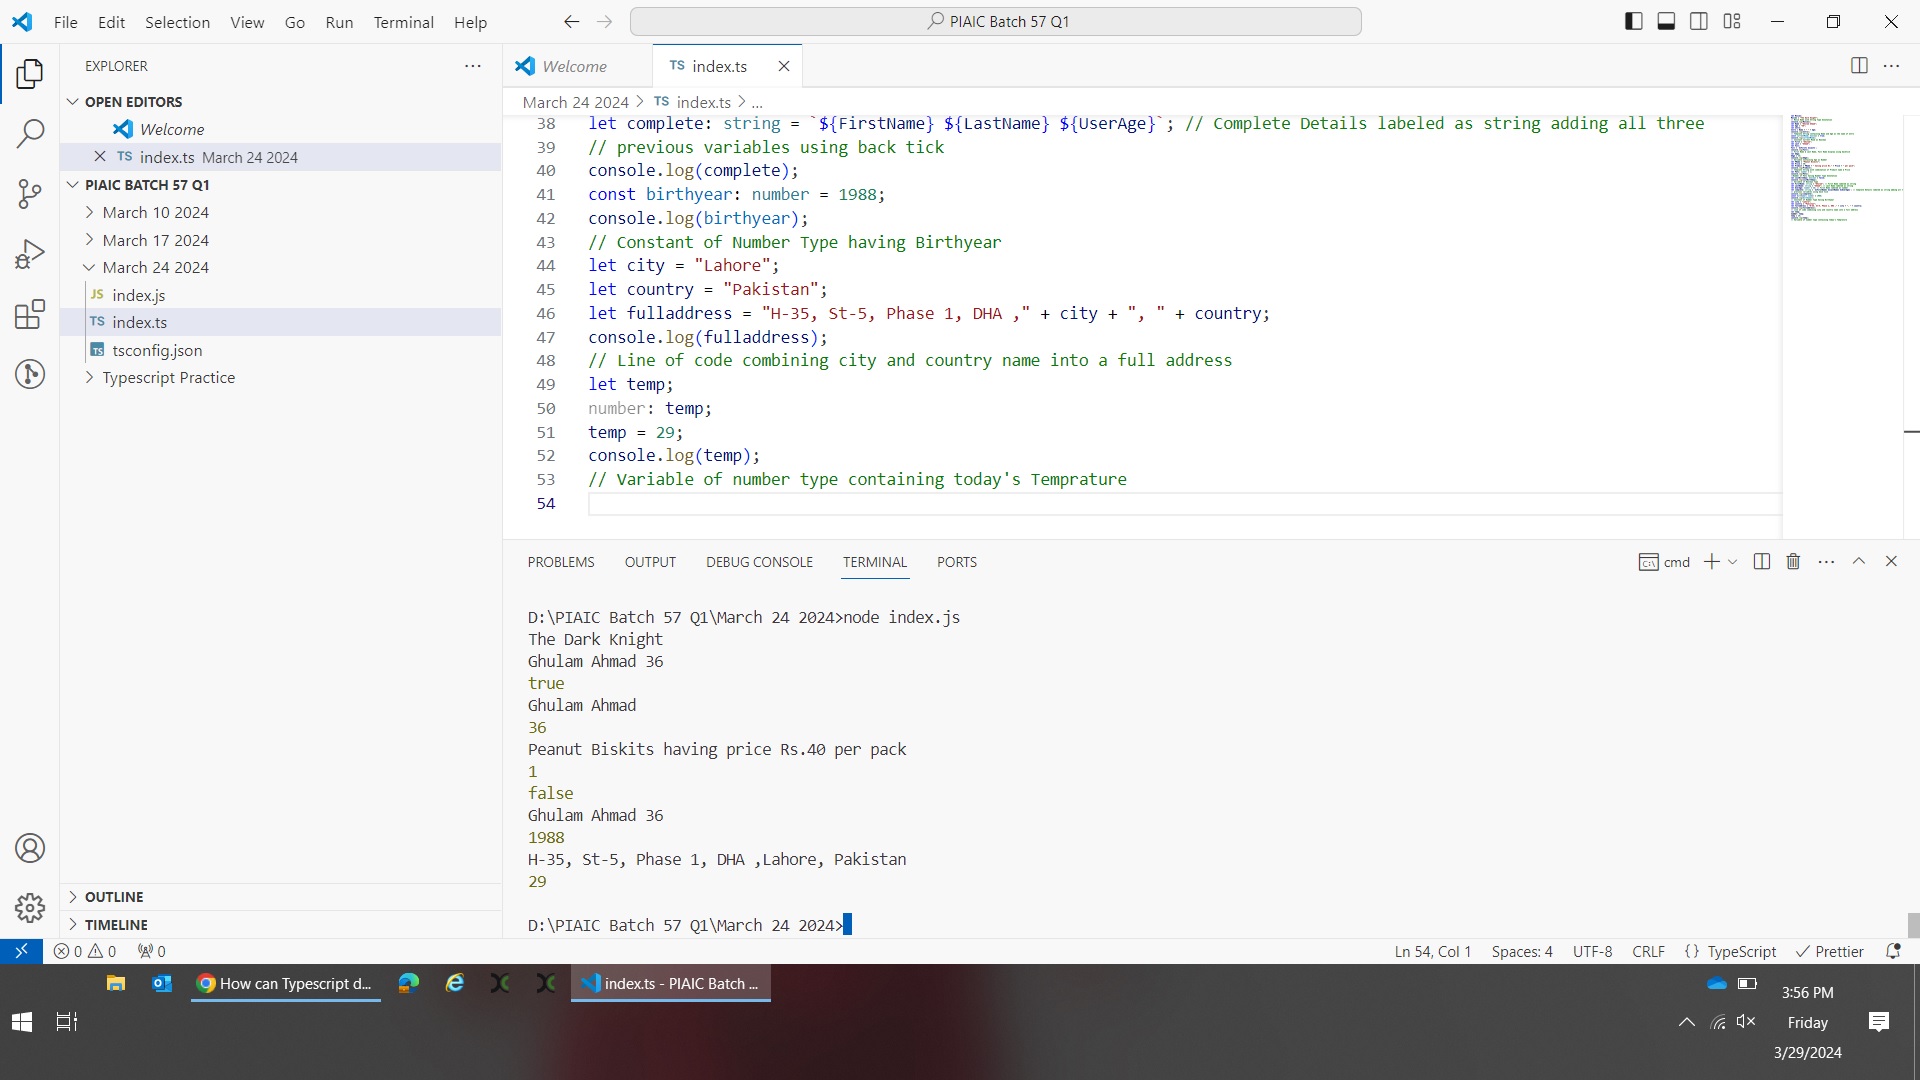 File Edit Selection View Go Run Terminal Help
PIAIC Batch 57 Q1
EXPLORER
OPEN EDITORS
Welcome
TS index.ts March 24 2024
PIAIC BATCH 57 Q1
March 10 2024
March 17 2024
March 24 2024
JS index.js
TS index.ts
TS tsconfig.json
Typescript Practice
OUTLINE
TIMELINE
Welcome
TS index.ts
March 24 2024 > TS index.ts > ...
38 let complete: string = `${FirstName} ${LastName} ${UserAge}`; // Complete Details labeled as string adding all three
39 // previous variables using back tick
40 console.log(complete);
41 const birthyear: number = 1988;
42 console.log(birthyear);
43 // Constant of Number Type having Birthyear
44 let city = "Lahore";
45 let country = "Pakistan";
46 let fulladdress = "H-35, St-5, Phase 1, DHA ," + city + ", " + country;
47 console.log(fulladdress);
48 // Line of code combining city and country name into a full address
49 let temp;
50 number: temp;
51 temp = 29;
52 console.log(temp);
53 // Variable of number type containing today's Temprature
54
PROBLEMS OUTPUT DEBUG CONSOLE TERMINAL PORTS
cmd
D:\PIAIC Batch 57 Q1\March 24 2024>node index.js
The Dark Knight
Ghulam Ahmad 36
true
Ghulam Ahmad
36
Peanut Biskits having price Rs.40 per pack
1
false
Ghulam Ahmad 36
1988
H-35, St-5, Phase 1, DHA ,Lahore, Pakistan
29
D:\PIAIC Batch 57 Q1\March 24 2024>
0 0 0
Ln 54, Col 1 Spaces: 4 UTF-8 CRLF {} TypeScript Prettier
How can Typescript d...
index.ts - PIAIC Batch ...
3:56 PM
Friday
3/29/2024